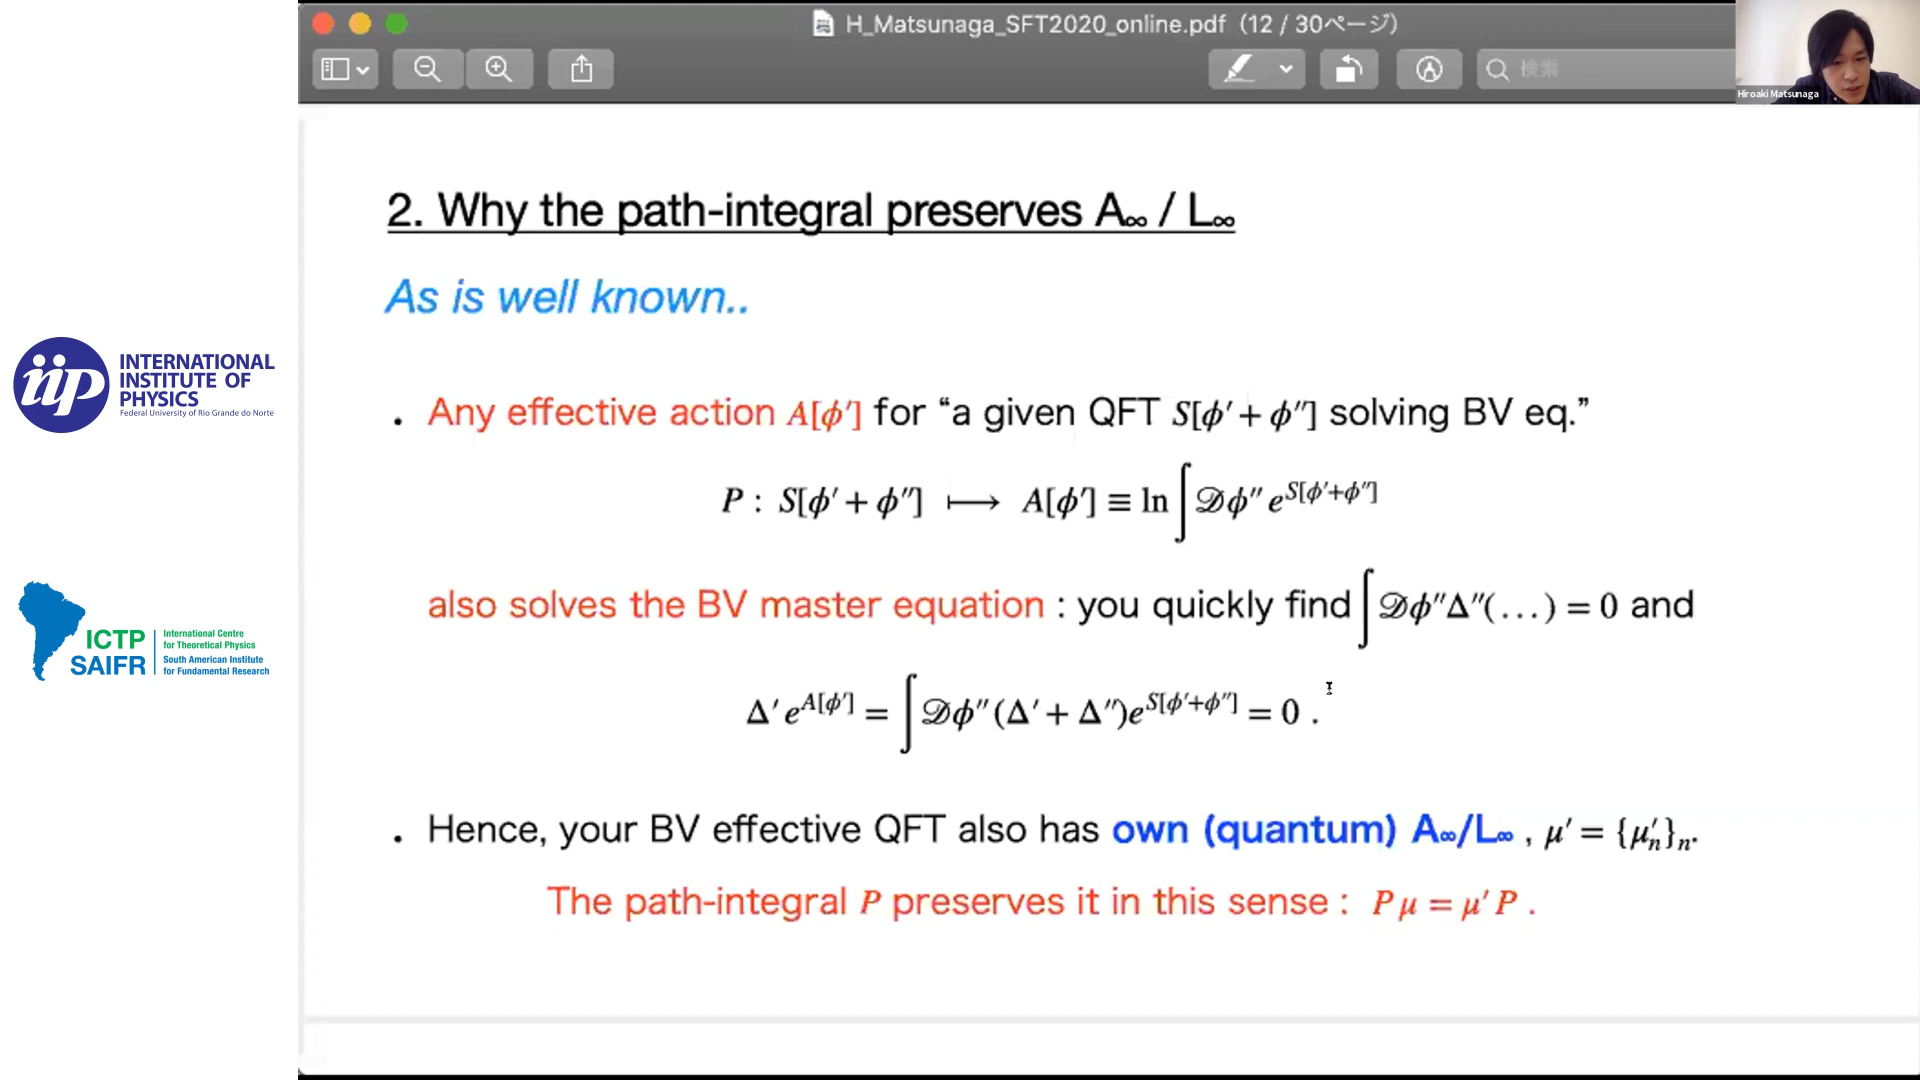 H_Matsunaga_SFT2020_online.pdf (12 / 30ページ)
検索
Hiroaki Matsunaga
2. Why the path-integral preserves A∞ / L∞
As is well known..
. Any effective action A[ϕ′] for “a given QFT S[ϕ′ + ϕ″] solving BV eq.”
P : S[ϕ′ + ϕ″] ⟼ A[ϕ′] ≡ ln ∫ 𝒟ϕ″ e^{S[ϕ′+ϕ″]}
also solves the BV master equation : you quickly find ∫ 𝒟ϕ″Δ″(…) = 0 and
Δ′ e^{A[ϕ′]} = ∫ 𝒟ϕ″ (Δ′ + Δ″)e^{S[ϕ′+ϕ″]} = 0 .
. Hence, your BV effective QFT also has own (quantum) A∞/L∞ , μ′ = {μ′_n}_n.
The path-integral P preserves it in this sense : P μ = μ′ P .
iip
INTERNATIONAL
INSTITUTE OF
PHYSICS
Federal University of Rio Grande do Norte
ICTP
SAIFR
International Centre
for Theoretical Physics
South American Institute
for Fundamental Research